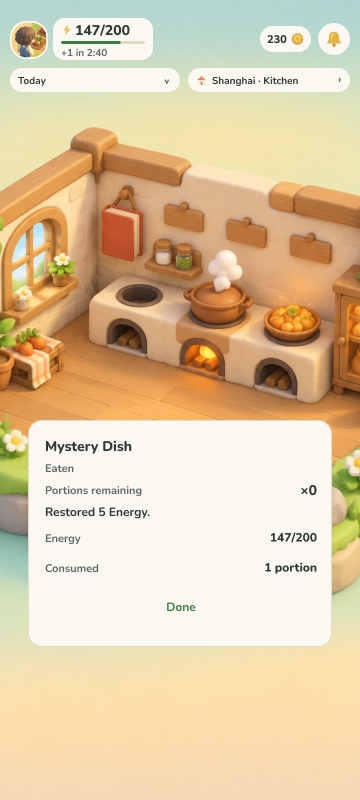 147/200
+1 in 2:40
230
Today
Shanghai · Kitchen
Mystery Dish
Eaten
Portions remaining ×0
Restored 5 Energy.
Energy 147/200
Consumed 1 portion
Done